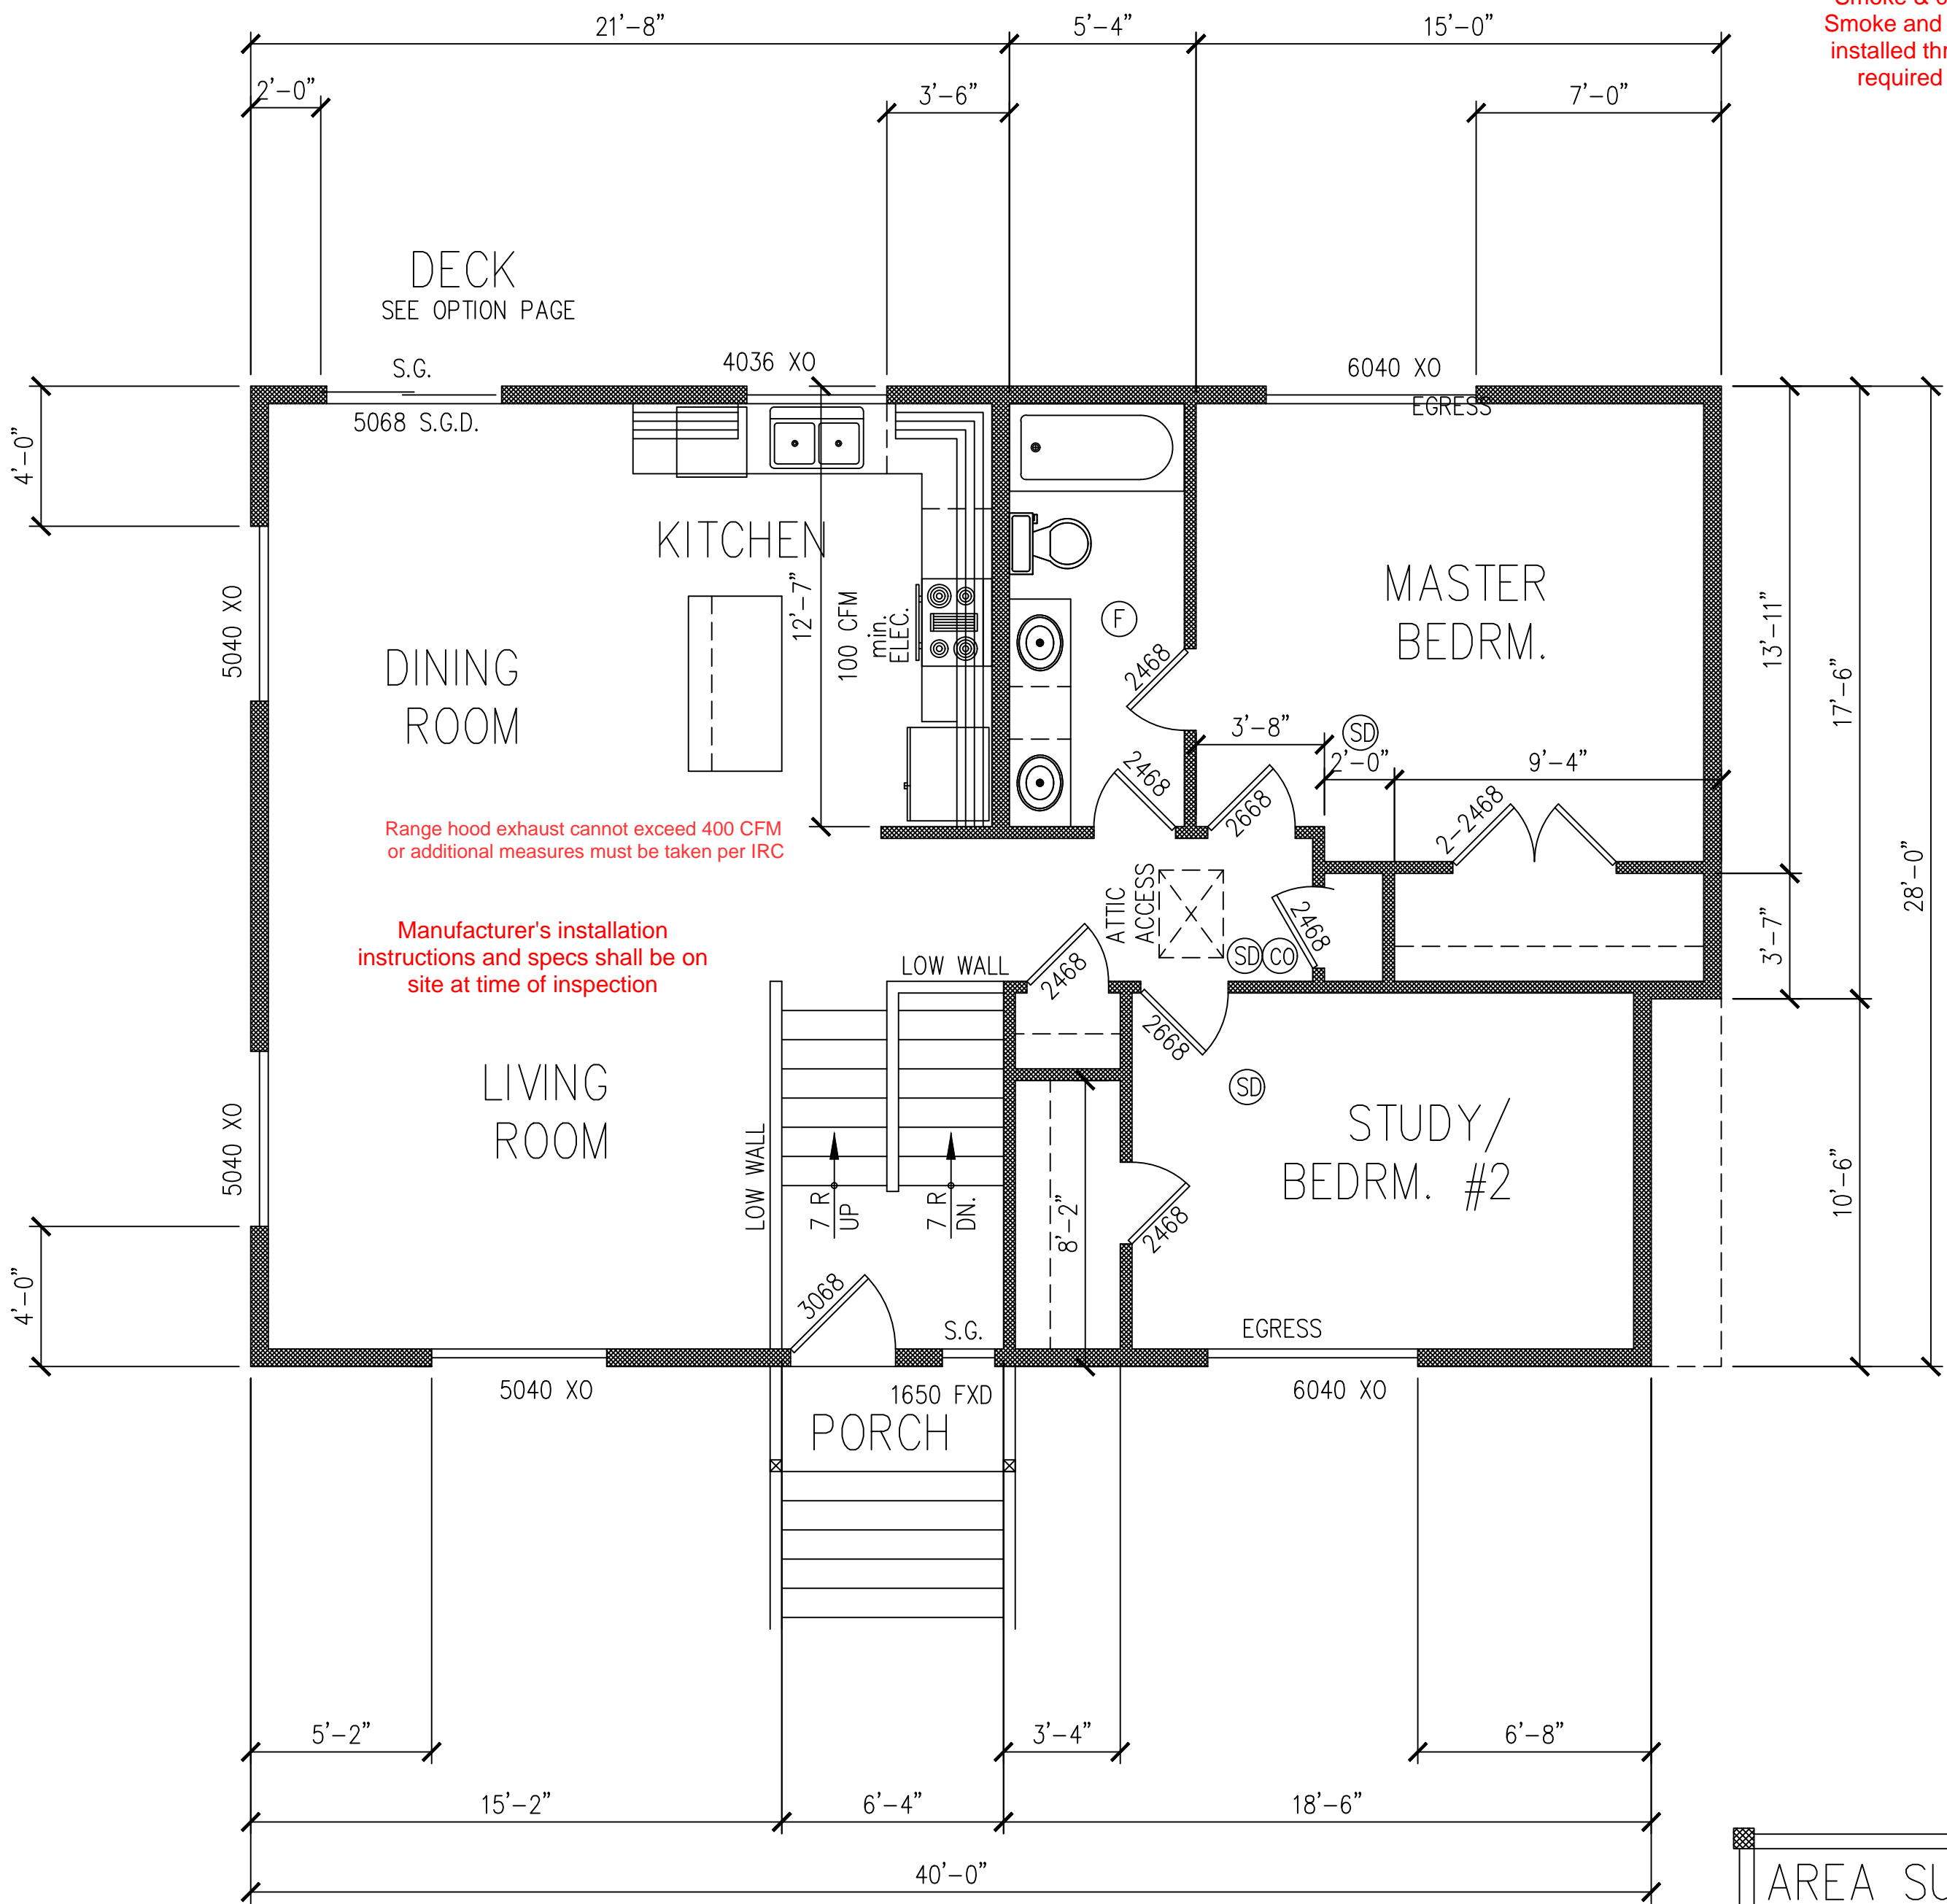 21'-8"
5'-4"
15'-0"
Smoke and
installed
required
2'-0"
3'-6"
7'-0"
DECK
SEE OPTION PAGE
S.G.
4036 XO
6040 XO
5068 S.G.D.
EGRESS
4'-0"
5040 XO
KITCHEN
12'-7"
100 CFM
min.
ELEC.
F
MASTER
BEDRM.
13'-11"
17'-6"
28'-0"
DINING
ROOM
2468
2468
3'-8"
SD
2'-0"
9'-4"
2668
2-2468
Range hood exhaust cannot exceed 400 CFM
or additional measures must be taken per IRC
ATTIC
ACCESS
2468
3'-7"
Manufacturer's installation
instructions and specs shall be on
site at time of inspection
LOW WALL
2468
SD
CO
2668
SD
LIVING
ROOM
5040 XO
LOW WALL
7 R
UP
7 R
DN.
8'-2"
2468
STUDY/
BEDRM. #2
10'-6"
4'-0"
3068
S.G.
EGRESS
5040 XO
1650 FXD
6040 XO
PORCH
5'-2"
3'-4"
6'-8"
15'-2"
6'-4"
18'-6"
40'-0"
AREA